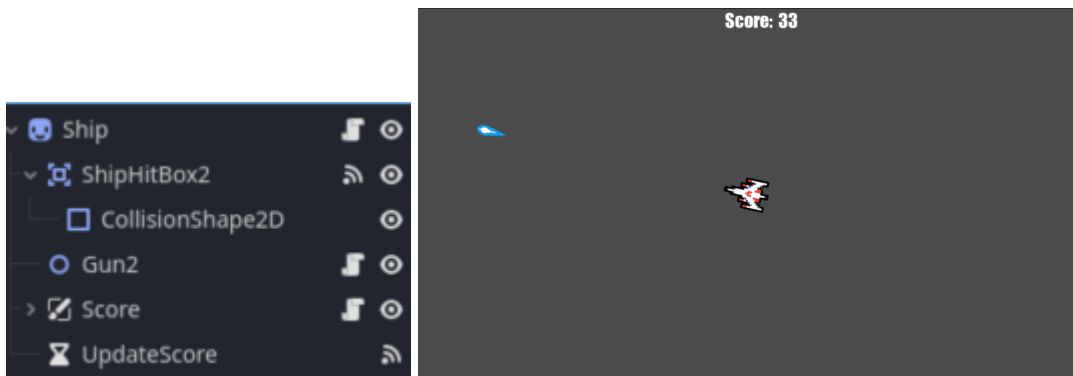 Ship
ShipHitBox2
CollisionShape2D
Gun2
Score
UpdateScore
Score: 33